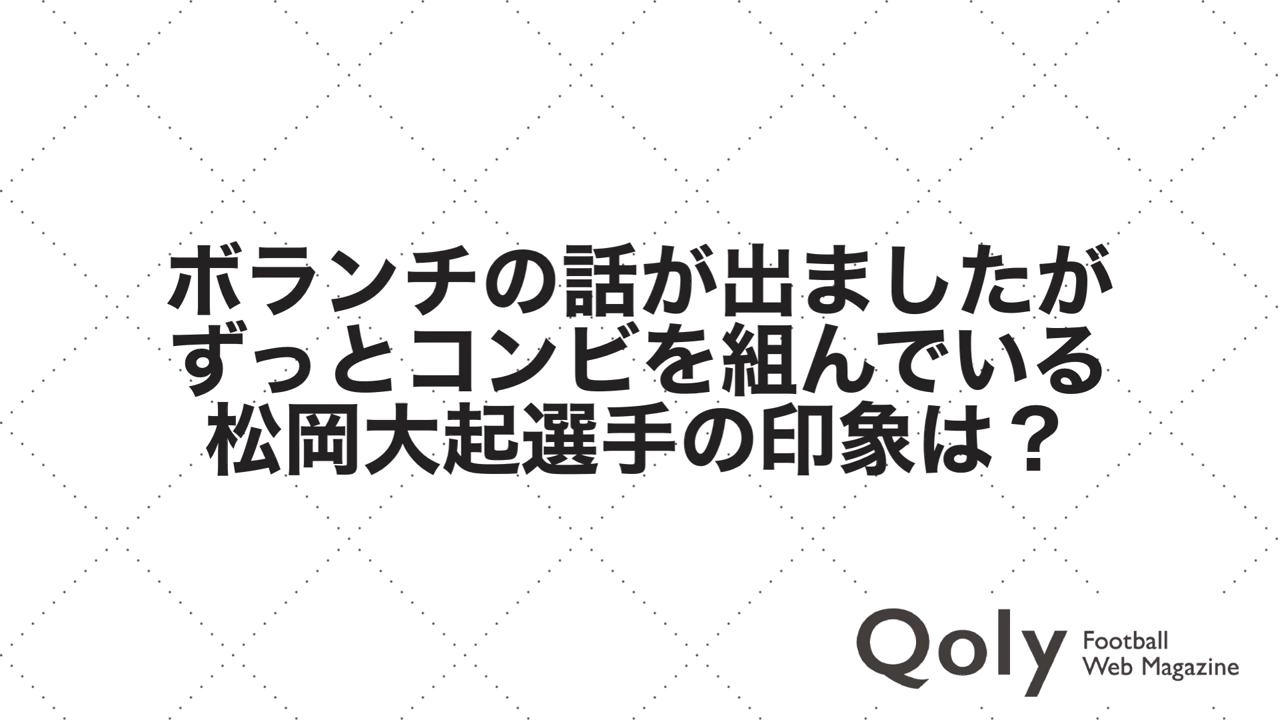 ボランチの話が出ましたが
ずっとコンビを組んでいる
松岡大起選手の印象は？
Qoly
Football
Web Magazine